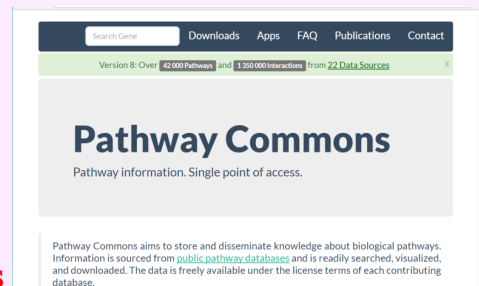 Search Gene Downloads Apps FAQ Publications Contact
Version 8: Over 42 000 Pathways and 1 350 000 Interactions from 22 Data Sources X
Pathway Commons
Pathway information. Single point of access.
Pathway Commons aims to store and disseminate knowledge about biological pathways.
Information is sourced from public pathway databases and is readily searched, visualized,
and downloaded. The data is freely available under the license terms of each contributing
database.